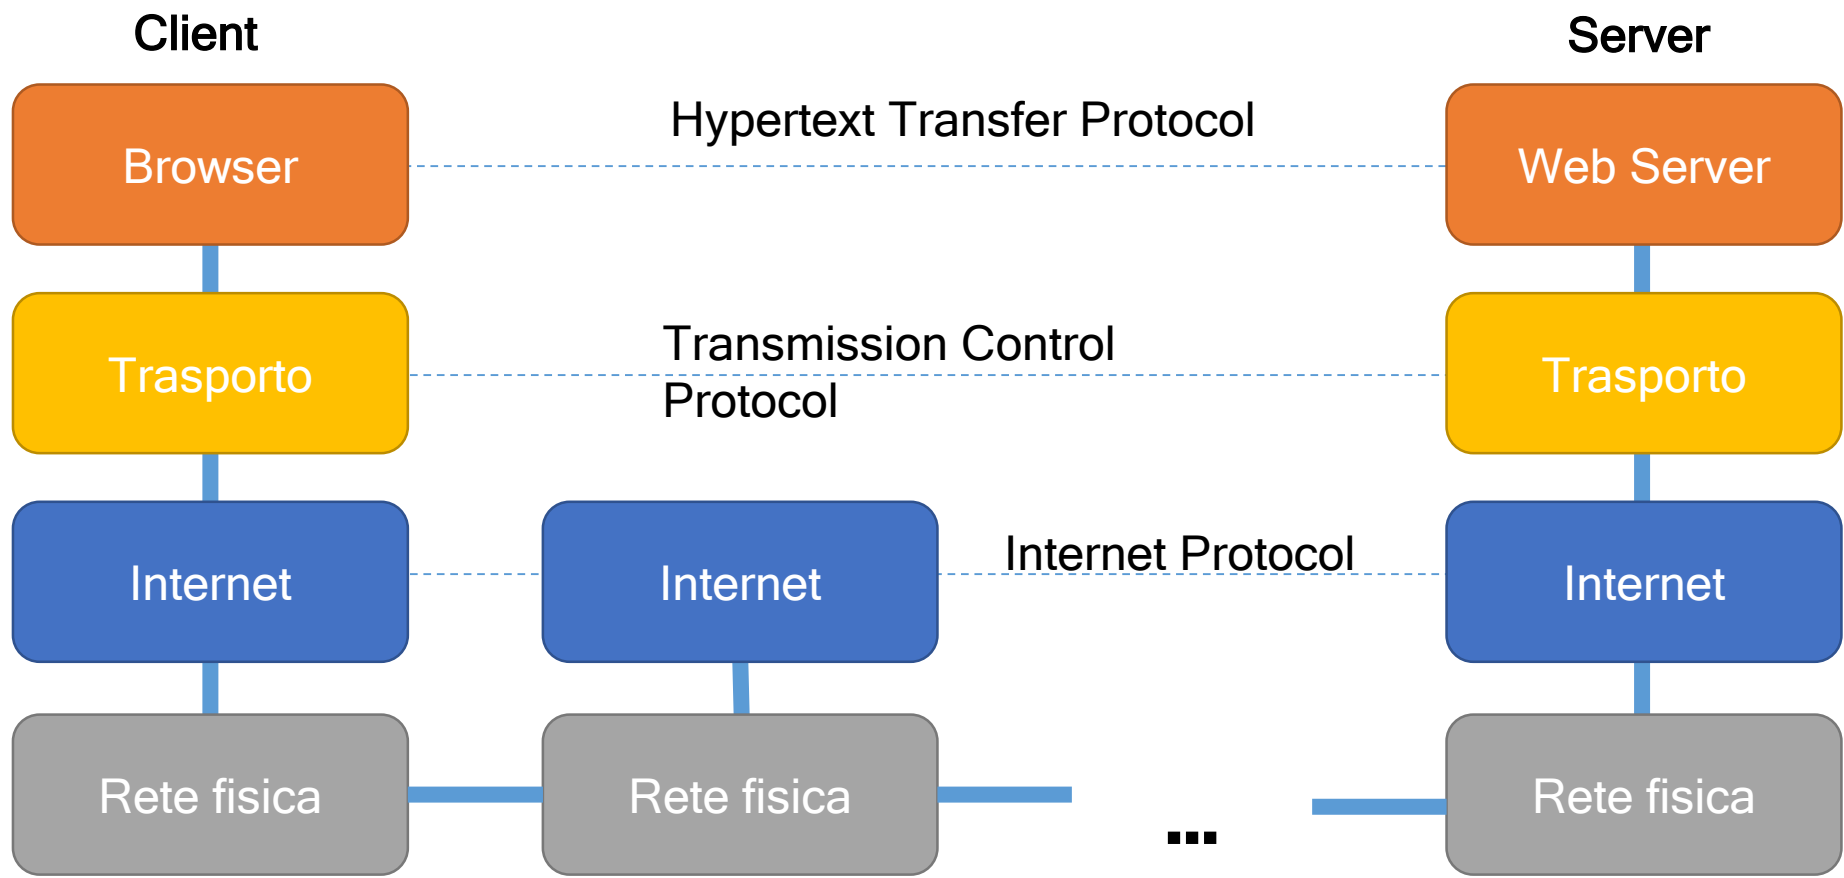 Client
Server
Browser
Hypertext Transfer Protocol
Web Server
Trasporto
Transmission Control
Protocol
Trasporto
Internet
Internet
Internet Protocol
Internet
Rete fisica
Rete fisica
...
Rete fisica